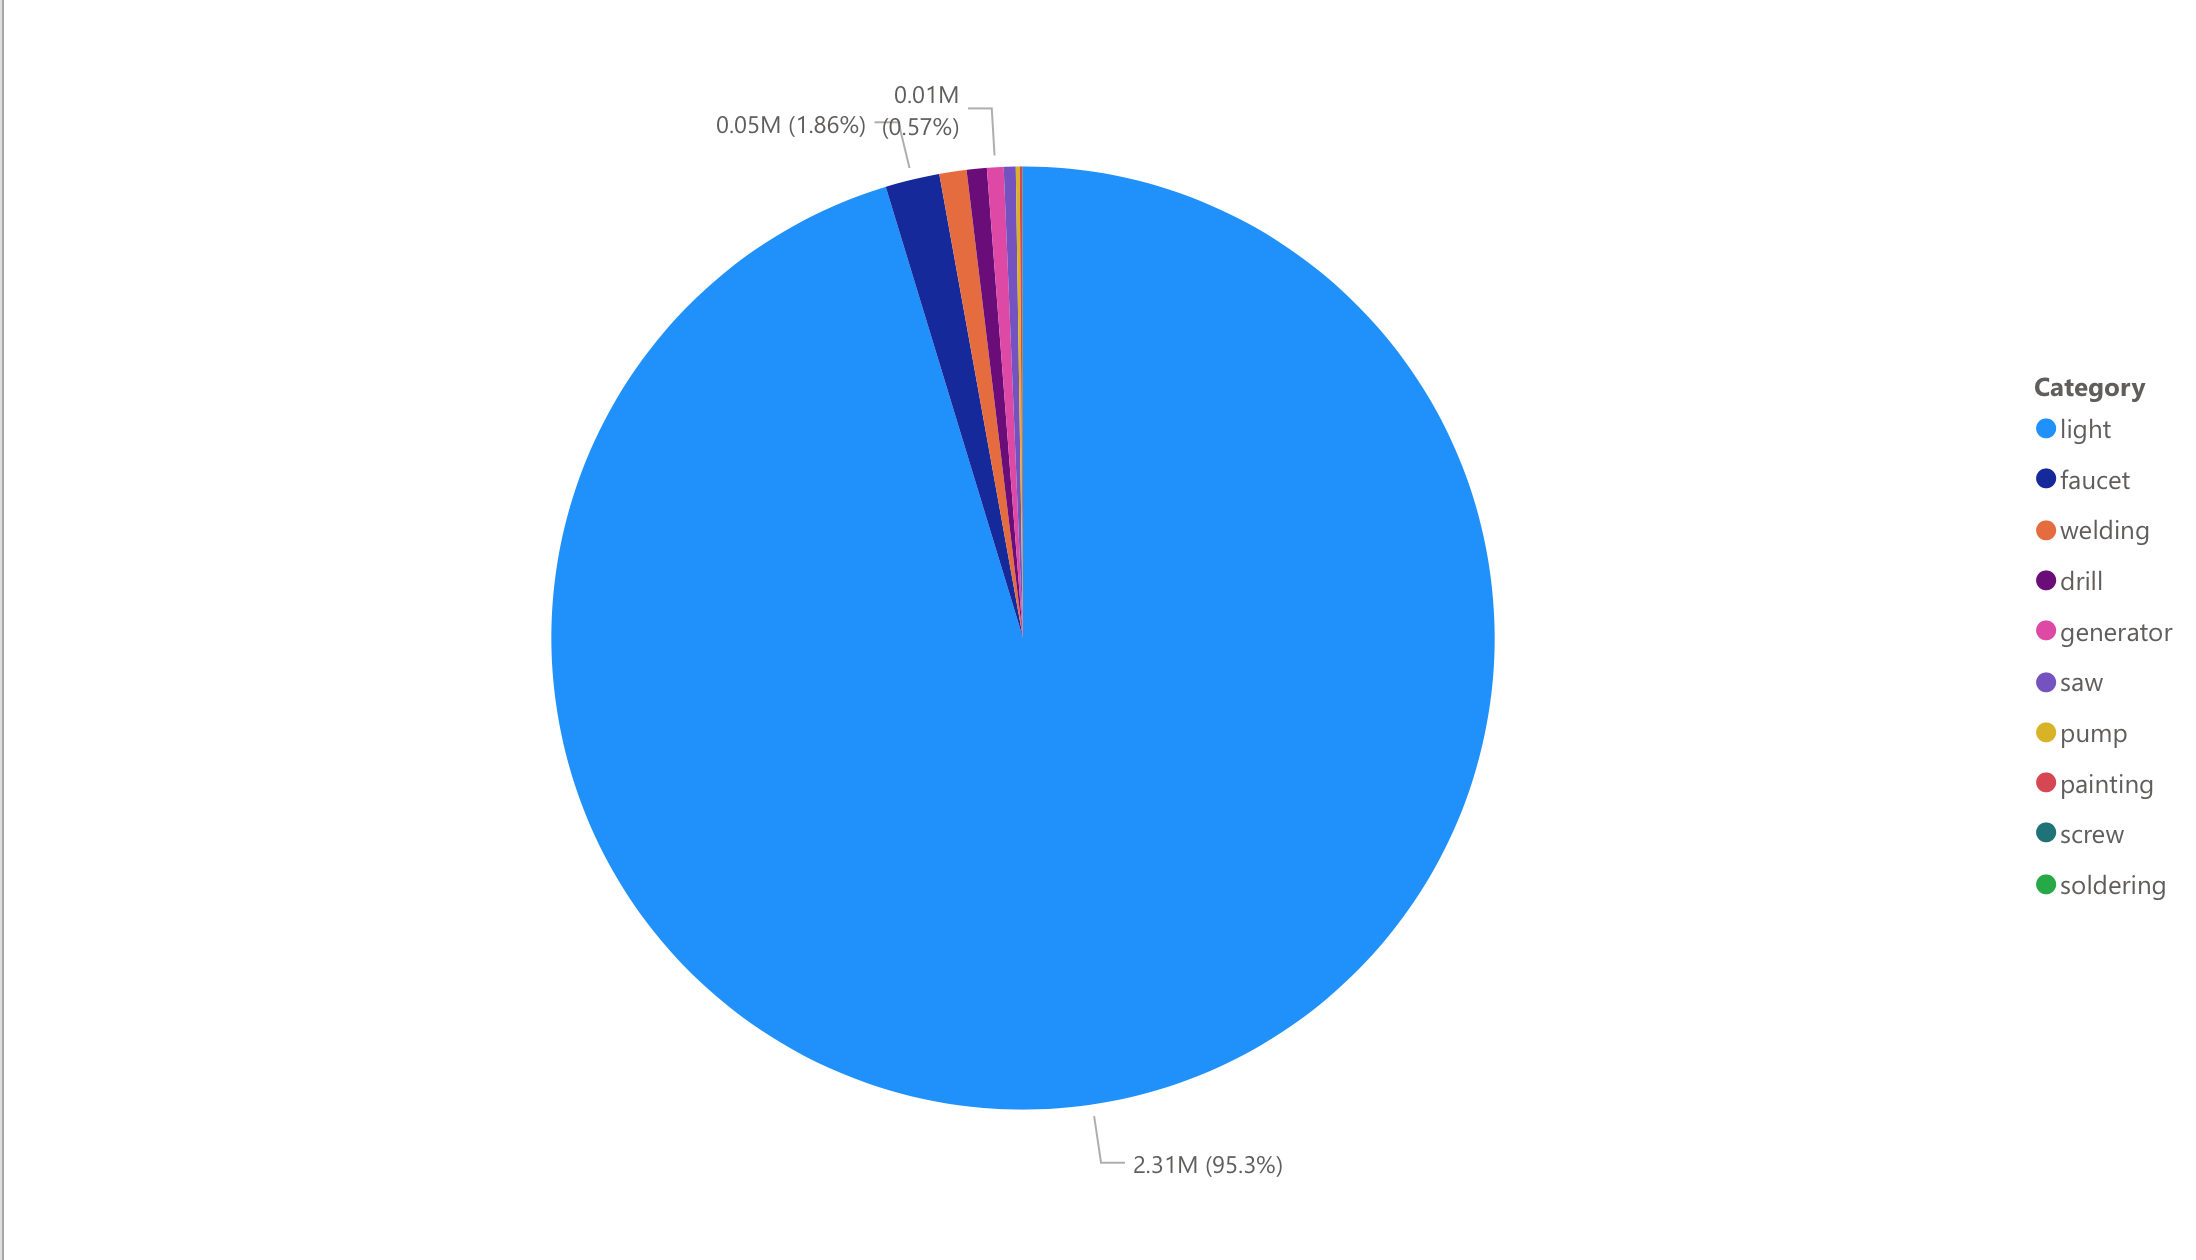 0.01M
(0.57%)
0.05M (1.86%)
2.31M (95.3%)
Category
light
faucet
welding
drill
generator
saw
pump
painting
screw
soldering